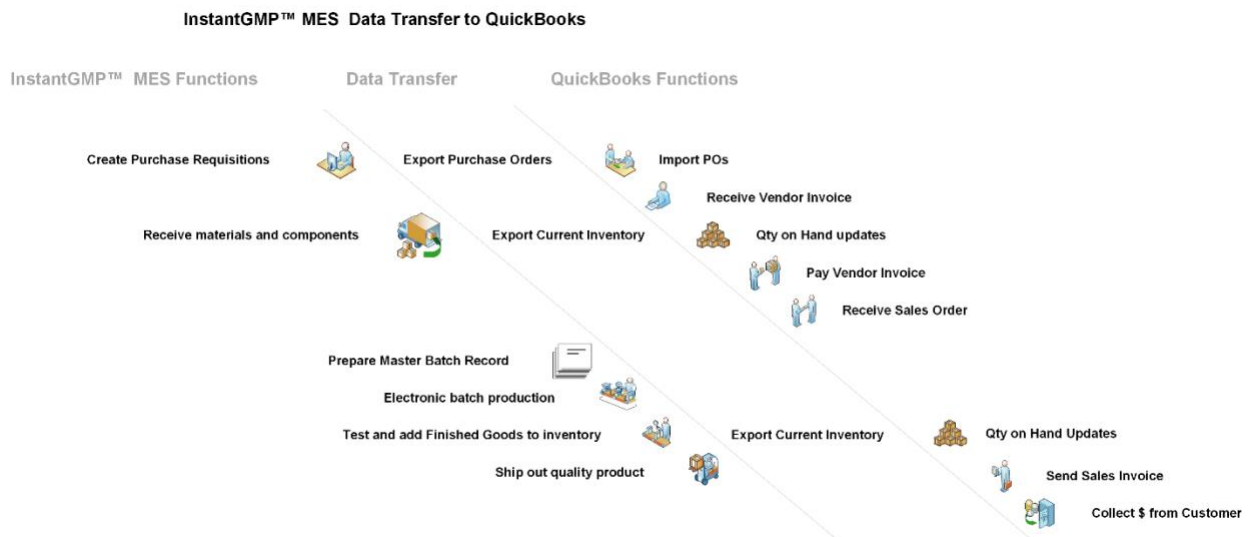 InstantGMP™ MES Data Transfer to QuickBooks
InstantGMP™ MES Functions
Data Transfer
QuickBooks Functions
Create Purchase Requisitions
Export Purchase Orders
Import POs
Receive Vendor Invoice
Receive materials and components
Export Current Inventory
Qty on Hand updates
Pay Vendor Invoice
Receive Sales Order
Prepare Master Batch Record
Electronic batch production
Test and add Finished Goods to inventory
Export Current Inventory
Qty on Hand Updates
Ship out quality product
Send Sales Invoice
Collect $ from Customer